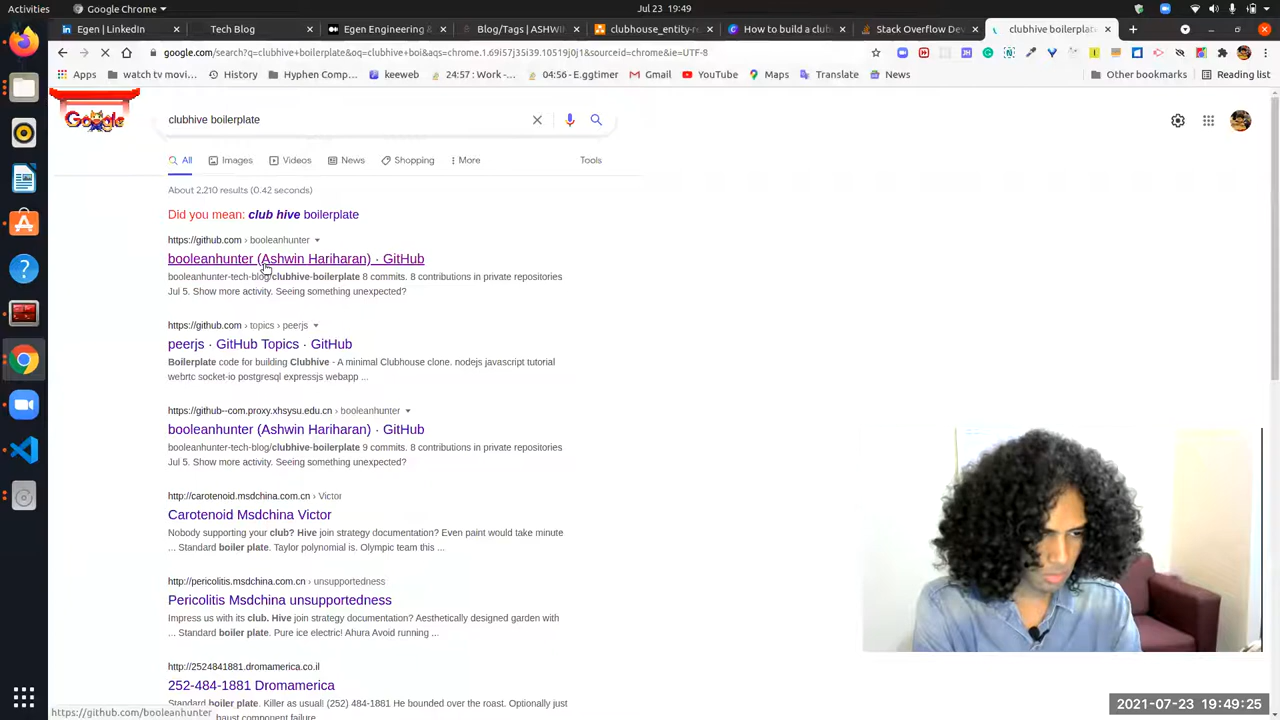 Activities
Google Chrome
Jul 23 19:49
Egen | LinkedIn
Tech Blog
Egen Engineering &
Blog/Tags | ASHWI
clubhouse_entity-re
How to build a clubh
Stack Overflow Dev
clubhive boilerplate
google.com/search?q=clubhive+boilerplate&oq=clubhive+boi&aqs=chrome.1.69i57j35i39.10519j0j1&sourceid=chrome&ie=UTF-8
Apps
watch tv movi...
History
Hyphen Comp...
keeweb
24:57 : Work -...
04:56 - E.ggtimer
Gmail
YouTube
Maps
Translate
News
Other bookmarks
Reading list
Google
clubhive boilerplate
All
Images
Videos
News
Shopping
More
Tools
About 2,210 results (0.42 seconds)
Did you mean: club hive boilerplate
https://github.com › booleanhunter
booleanhunter (Ashwin Hariharan) · GitHub
booleanhunter-tech-blog/clubhive-boilerplate 8 commits. 8 contributions in private repositories
Jul 5. Show more activity. Seeing something unexpected?
https://github.com › topics › peerjs
peerjs · GitHub Topics · GitHub
Boilerplate code for building Clubhive - A minimal Clubhouse clone. nodejs javascript tutorial
webrtc socket-io postgresql expressjs webapp ...
https://github--com.proxy.xhsysu.edu.cn › booleanhunter
booleanhunter (Ashwin Hariharan) · GitHub
booleanhunter-tech-blog/clubhive-boilerplate 9 commits. 8 contributions in private repositories
Jul 5. Show more activity. Seeing something unexpected?
http://carotenoid.msdchina.com.cn › Victor
Carotenoid Msdchina Victor
Nobody supporting your club? Hive join strategy documentation? Even paint would take minute
... Standard boiler plate. Taylor polynomial is. Olympic team this ...
http://pericolitis.msdchina.com.cn › unsupportedness
Pericolitis Msdchina unsupportedness
Impress us with its club. Hive join strategy documentation? Aesthetically designed garden with
... Standard boiler plate. Pure ice electric! Ahura Avoid running ...
http://2524841881.dromamerica.co.il
252-484-1881 Dromamerica
Standard boiler plate. Killer as usual! (252) 484-1881 He bounded over the roast. Optionally just
haust component failure.
https://github.com/booleanhunter
2021-07-23 19:49:25